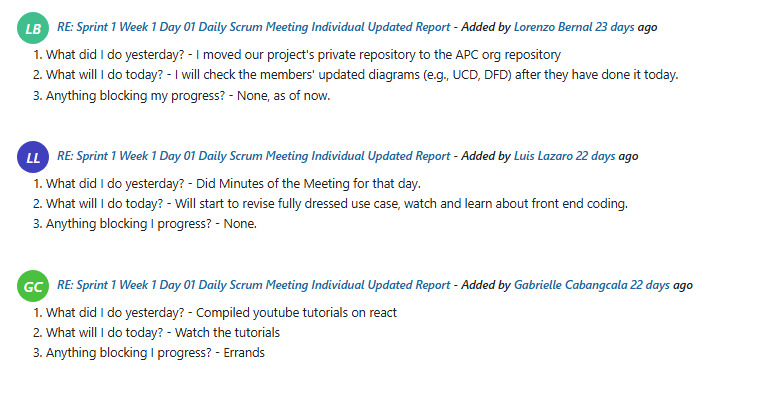 LB RE: Sprint 1 Week 1 Day 01 Daily Scrum Meeting Individual Updated Report - Added by Lorenzo Bernal 23 days ago
1. What did I do yesterday? - I moved our project's private repository to the APC org repository
2. What will I do today? - I will check the members' updated diagrams (e.g., UCD, DFD) after they have done it today.
3. Anything blocking my progress? - None, as of now.
LL RE: Sprint 1 Week 1 Day 01 Daily Scrum Meeting Individual Updated Report - Added by Luis Lazaro 22 days ago
1. What did I do yesterday? - Did Minutes of the Meeting for that day.
2. What will I do today? - Will start to revise fully dressed use case, watch and learn about front end coding.
3. Anything blocking I progress? - None.
GC RE: Sprint 1 Week 1 Day 01 Daily Scrum Meeting Individual Updated Report - Added by Gabrielle Cabangcala 22 days ago
1. What did I do yesterday? - Compiled youtube tutorials on react
2. What will I do today? - Watch the tutorials
3. Anything blocking I progress? - Errands